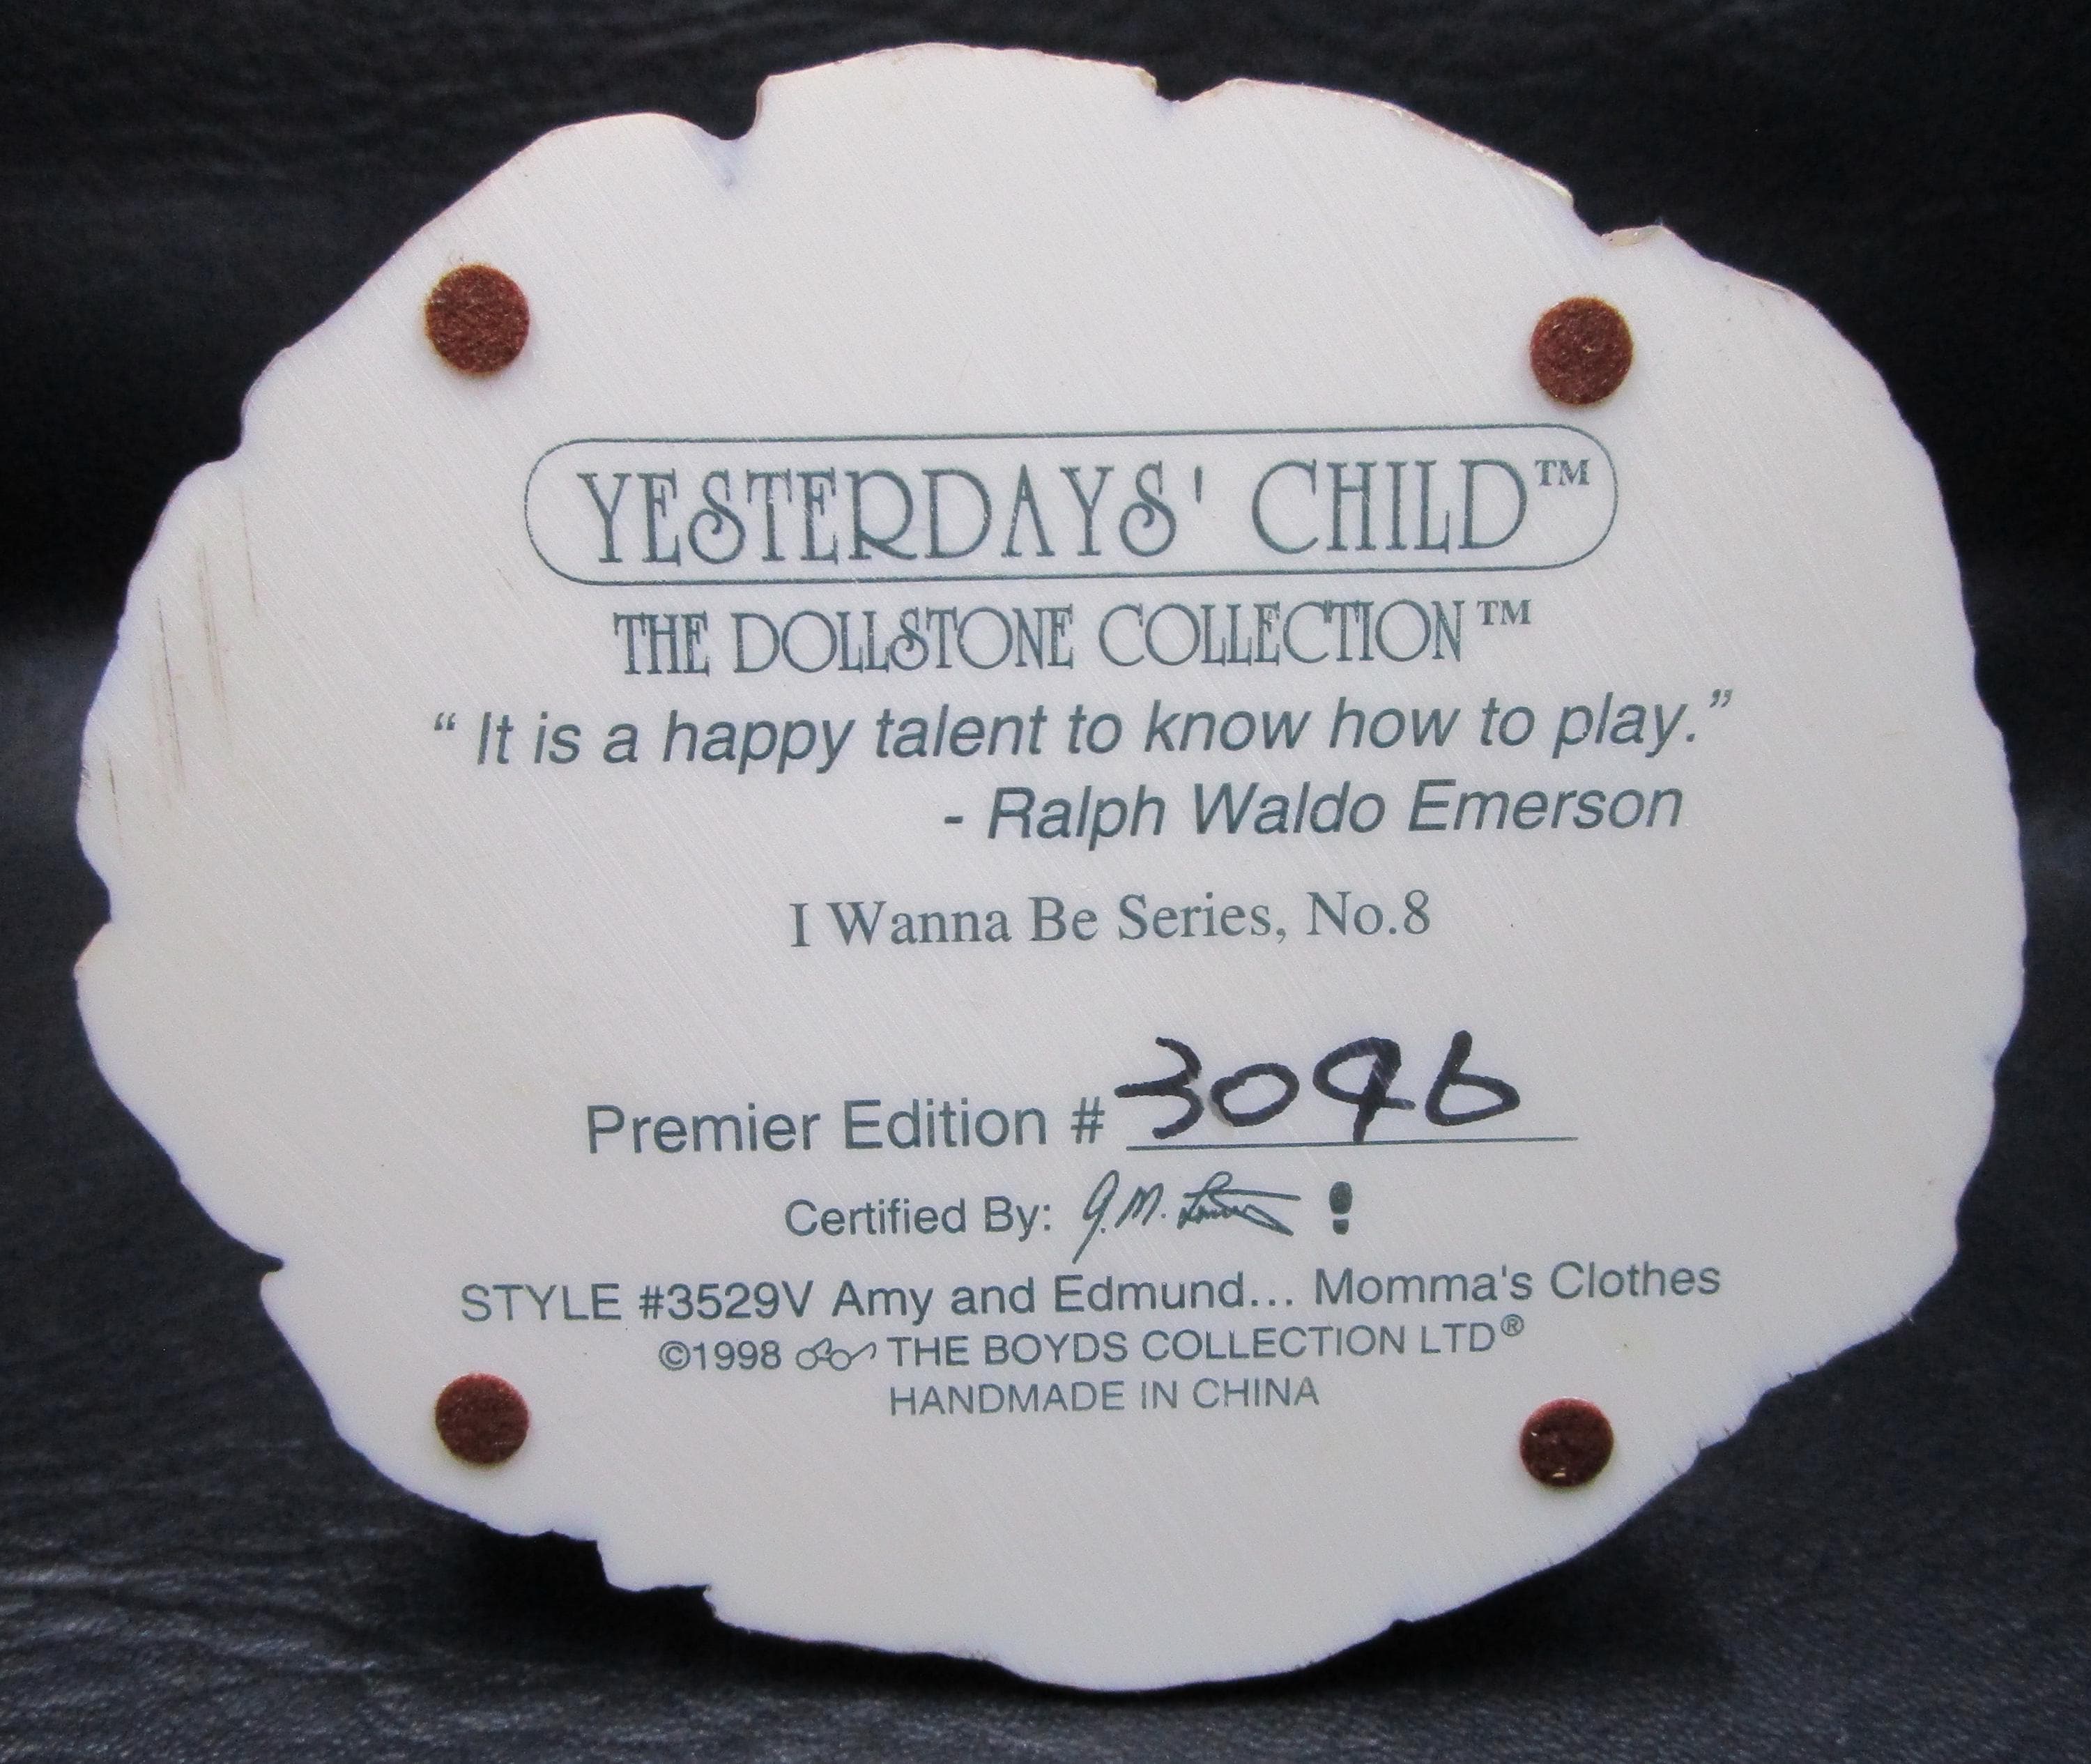 YESTERDAYS' CHILD™
THE DOLLSTONE COLLECTION™
“ It is a happy talent to know how to play.”
- Ralph Waldo Emerson
I Wanna Be Series, No.8
Premier Edition # 3096
Certified By: G.M. !
STYLE #3529V Amy and Edmund... Momma's Clothes
©1998 THE BOYDS COLLECTION LTD®
HANDMADE IN CHINA